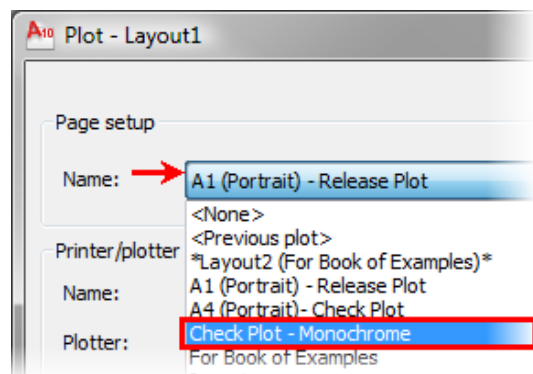 A10 Plot - Layout1
Page setup
Name: A1 (Portrait) - Release Plot
<None>
<Previous plot>
*Layout2 (For Book of Examples)*
A1 (Portrait) - Release Plot
A4 (Portrait)- Check Plot
Check Plot - Monochrome
For Book of Examples
Printer/plotter
Name:
Plotter: